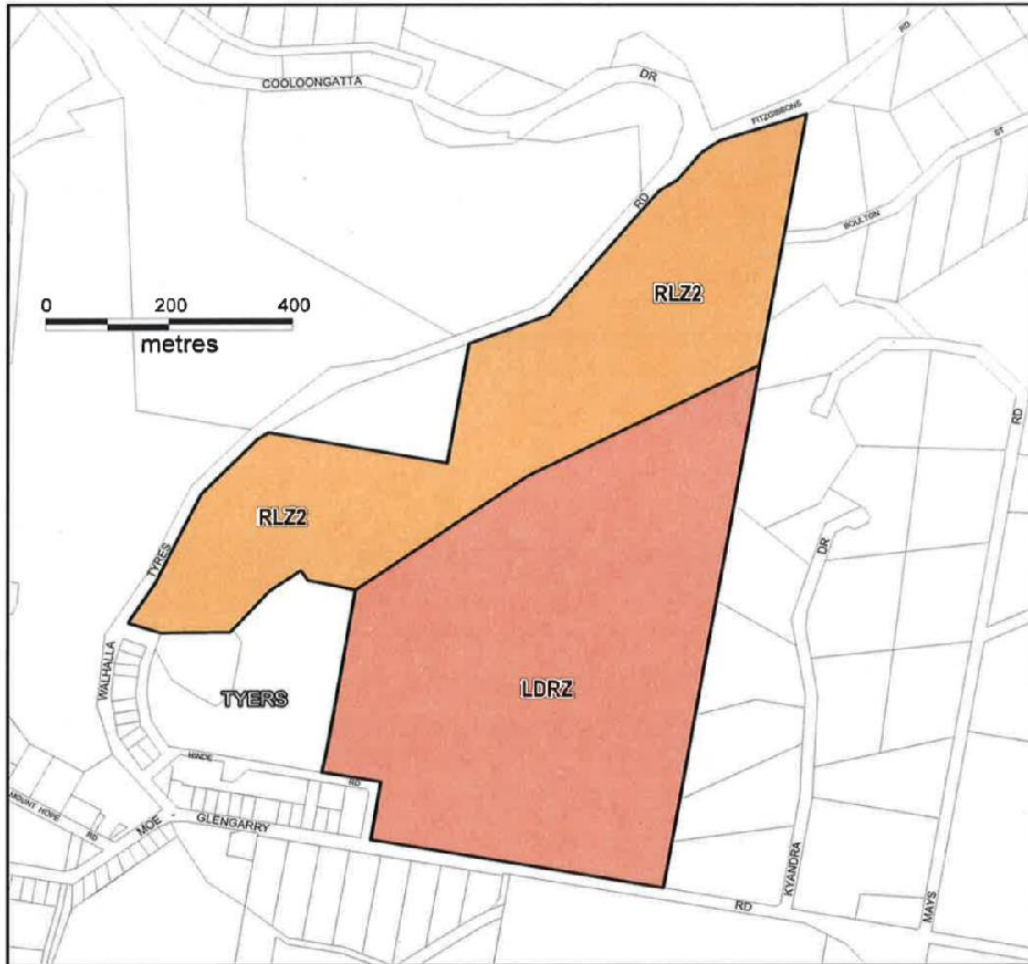 COOLOONGATTA
DR
FITZGIBBONS
RD
RD
BOULTON
ST
0 200 400
metres
RLZ2
RLZ2
RD
TYRES
WALHALLA
TYERS
LDRZ
DR
HINDE
RD
MOUNT HOPE
RD
MOE
GLENGARRY
RD
KYANDRA
MAYS